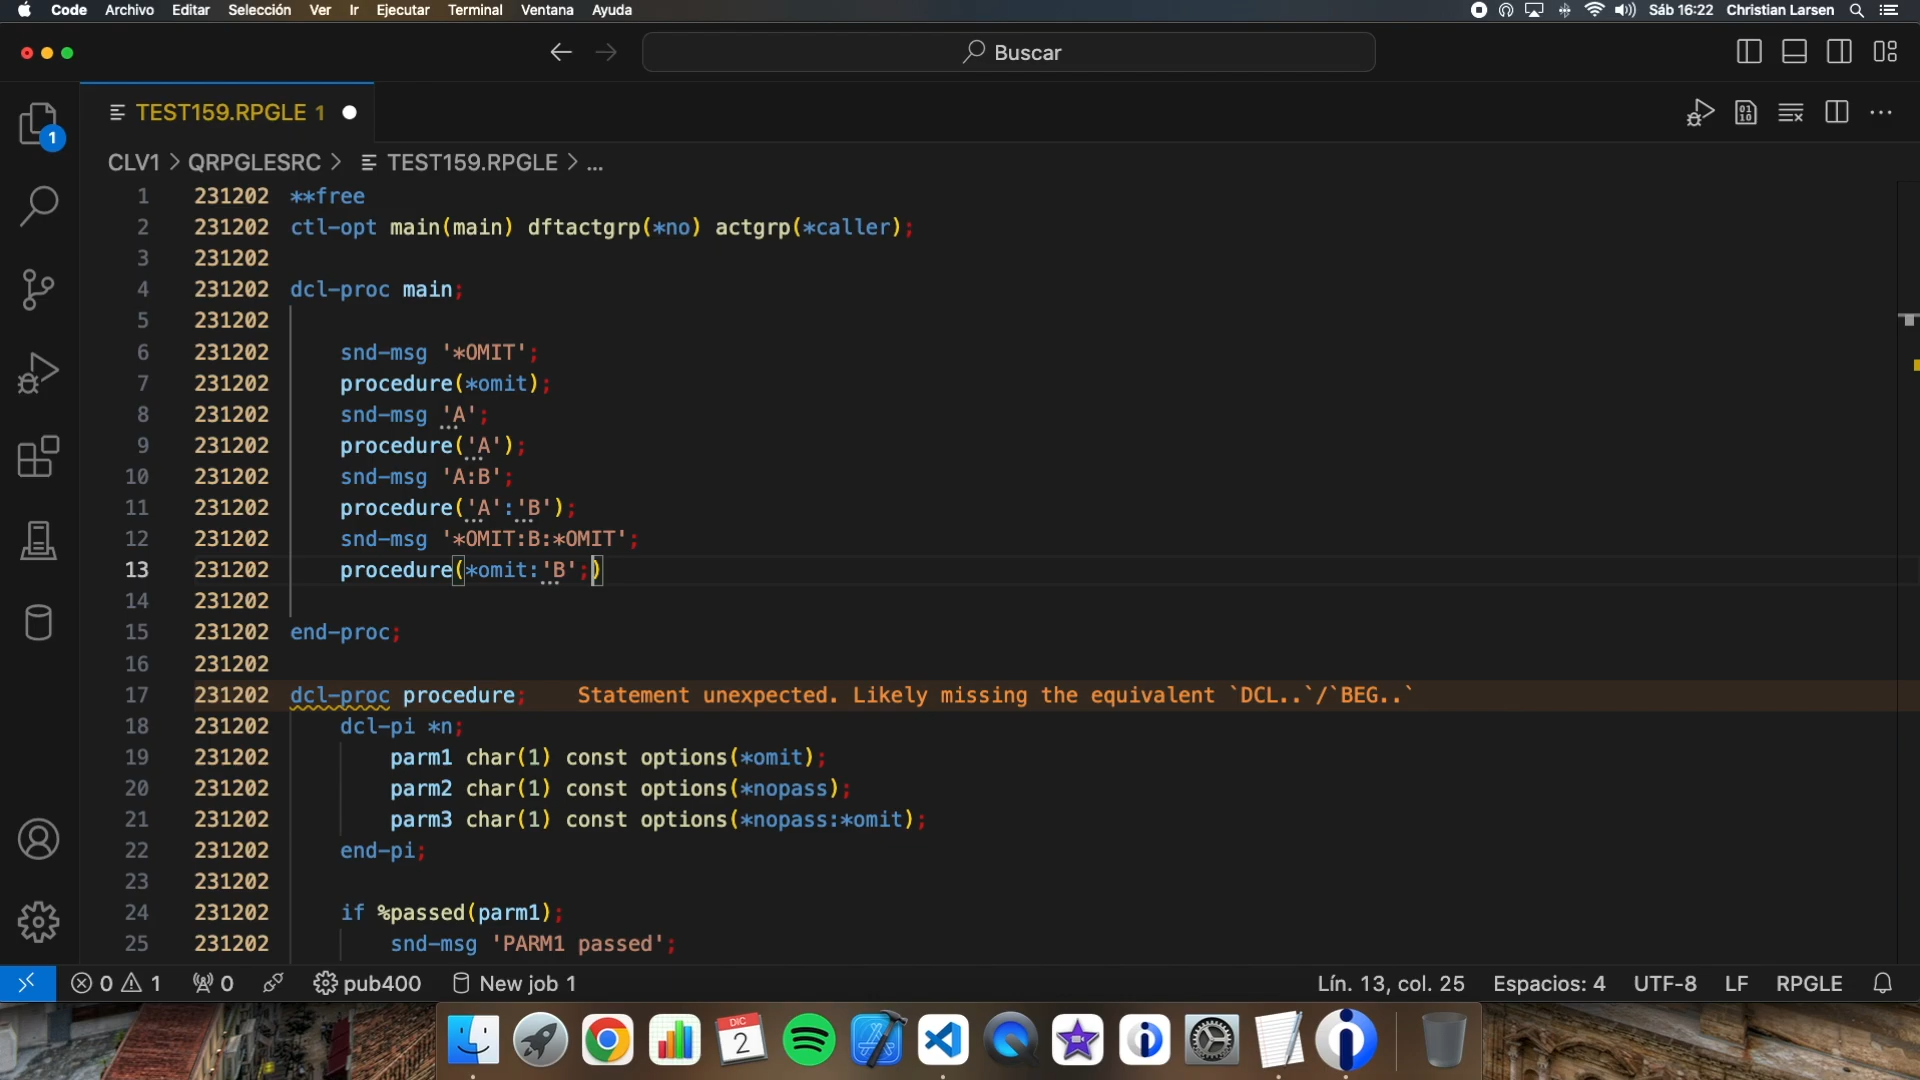 Code Archivo Editar Selección Ver Ir Ejecutar Terminal Ventana Ayuda Sáb 16:22 Christian Larsen
Buscar
TEST159.RPGLE 1
CLV1 > QRPGLESRC > TEST159.RPGLE > ...
1 231202 **free
2 231202 ctl-opt main(main) dftactgrp(*no) actgrp(*caller);
3 231202
4 231202 dcl-proc main;
5 231202
6 231202 snd-msg '*OMIT';
7 231202 procedure(*omit);
8 231202 snd-msg 'A';
9 231202 procedure('A');
10 231202 snd-msg 'A:B';
11 231202 procedure('A':'B');
12 231202 snd-msg '*OMIT:B:*OMIT';
13 231202 procedure(*omit:'B';)
14 231202
15 231202 end-proc;
16 231202
17 231202 dcl-proc procedure; Statement unexpected. Likely missing the equivalent `DCL..`/`BEG..`
18 231202 dcl-pi *n;
19 231202 parm1 char(1) const options(*omit);
20 231202 parm2 char(1) const options(*nopass);
21 231202 parm3 char(1) const options(*nopass:*omit);
22 231202 end-pi;
23 231202
24 231202 if %passed(parm1);
25 231202 snd-msg 'PARM1 passed';
1
0 1 0 pub400 New job 1 Lín. 13, col. 25 Espacios: 4 UTF-8 LF RPGLE
DIC
2